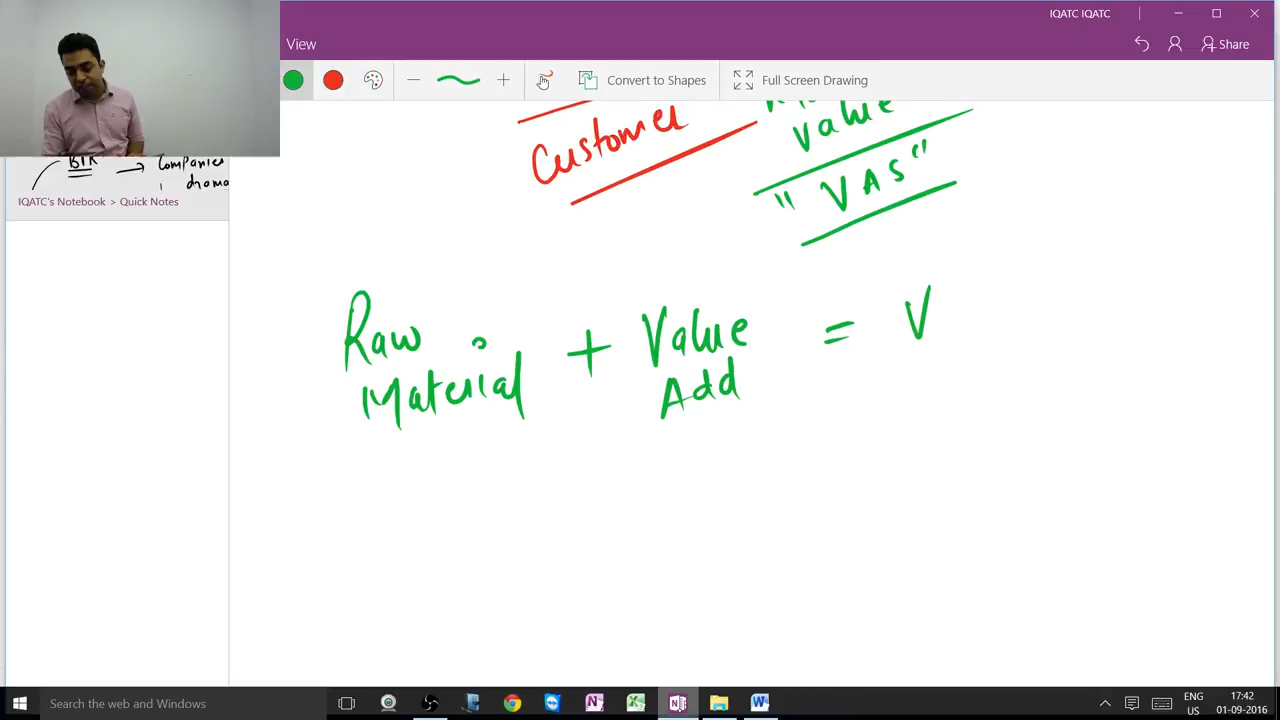 IQATC IQATC
View
Share
Convert to Shapes
Full Screen Drawing
Customer
Value
" VAS "
BPR → Companies
IQATC's Notebook > Quick Notes
Raw Material + Value Add = V
Search the web and Windows
ENG
US
17:42
01-09-2016